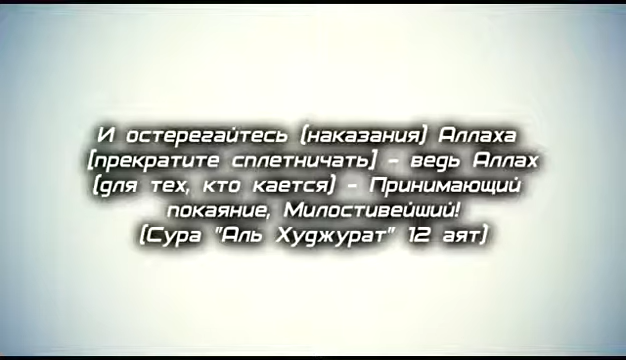 И остерегайтесь (наказания) Аллаха
[прекратите сплетничать] - ведь Аллах
(для тех, кто кается) - Принимающий
покаяние, Милостивейший!
(Сура "Аль Худжурат" 12 аят)